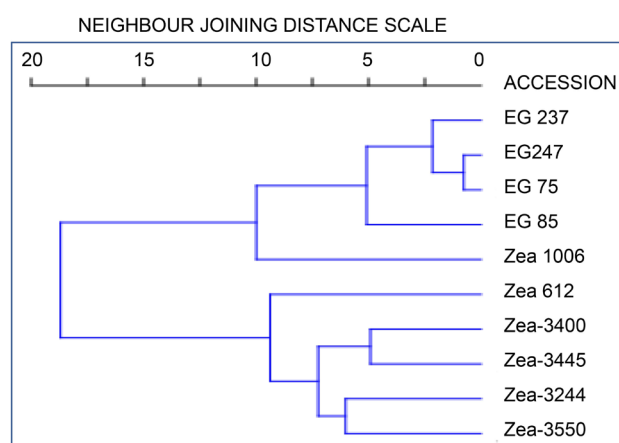 NEIGHBOUR JOINING DISTANCE SCALE
20 15 10 5 0
ACCESSION
EG 237
EG247
EG 75
EG 85
Zea 1006
Zea 612
Zea-3400
Zea-3445
Zea-3244
Zea-3550